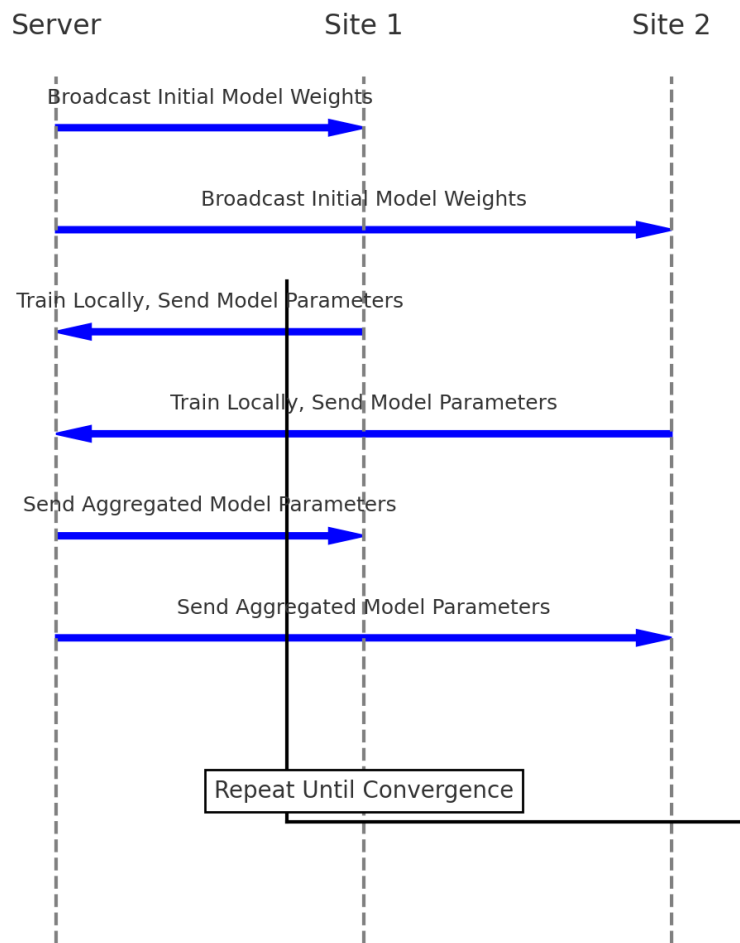 Server
Site 1
Site 2
Broadcast Initial Model Weights
Broadcast Initial Model Weights
Train Locally, Send Model Parameters
Train Locally, Send Model Parameters
Send Aggregated Model Parameters
Send Aggregated Model Parameters
Repeat Until Convergence